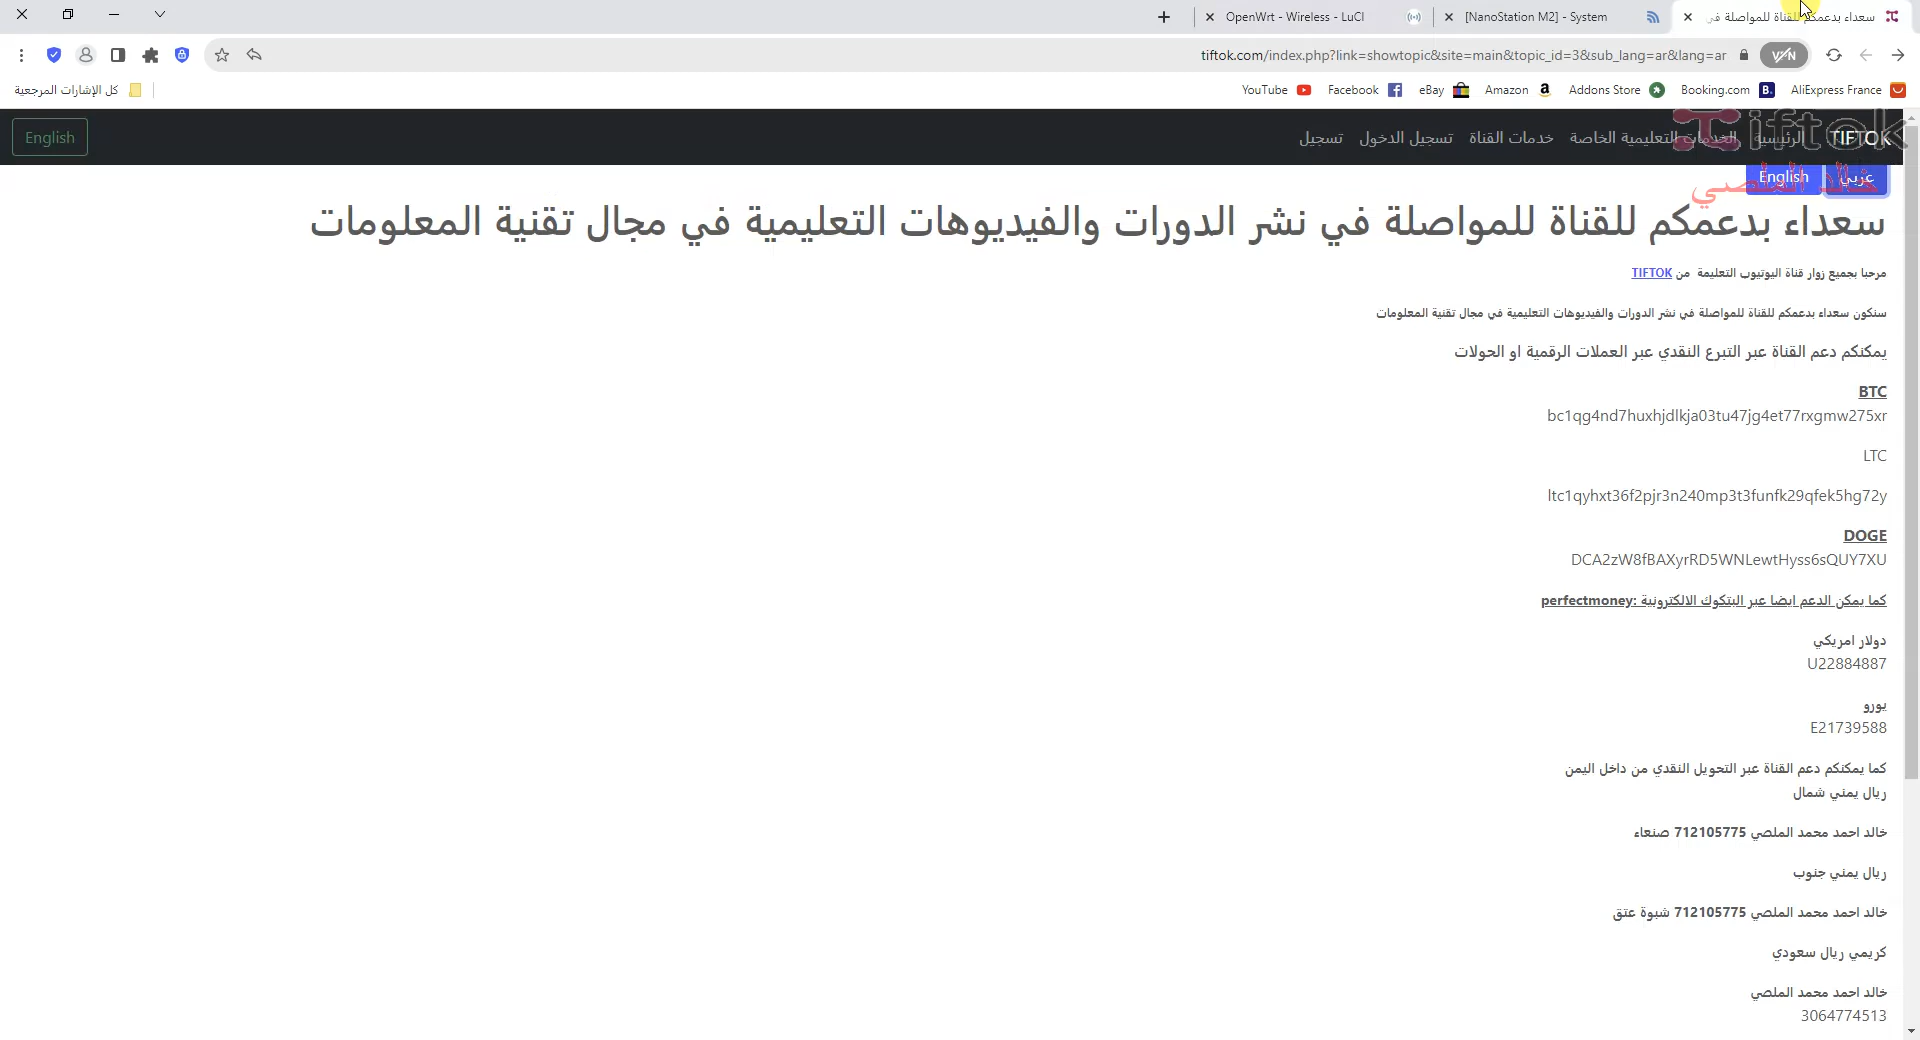 سعداء بدعمكم للقناة للمواصلة في
[NanoStation M2] - System
OpenWrt - Wireless - LuCI
tiftok.com/index.php?link=showtopic&site=main&topic_id=3&sub_lang=ar&lang=ar
VPN
AliExpress France
Booking.com
Addons Store
Amazon
eBay
Facebook
YouTube
كل الإشارات المرجعية
TIFTOK
الرئيسية
الخدمات التعليمية الخاصة
خدمات القناة
تسجيل الدخول
تسجيل
English
Tiftok
عربي
English
سعداء بدعمكم للقناة للمواصلة في نشر الدورات والفيديوهات التعليمية في مجال تقنية المعلومات
مرحبا بجميع زوار قناة اليوتيوب التعليمة من TIFTOK
سنكون سعداء بدعمكم للقناة للمواصلة في نشر الدورات والفيديوهات التعليمية في مجال تقنية المعلومات
يمكنكم دعم القناة عبر التبرع النقدي عبر العملات الرقمية او الحولات
BTC
bc1qg4nd7huxhjdlkja03tu47jg4et77rxgmw275xr
LTC
ltc1qyhxt36f2pjr3n240mp3t3funfk29qfek5hg72y
DOGE
DCA2zW8fBAXyrRD5WNLewtHyss6sQUY7XU
كما يمكن الدعم ايضا عبر البتكوك الالكترونية :perfectmoney
دولار امريكي
U22884887
يورو
E21739588
كما يمكنكم دعم القناة عبر التحويل النقدي من داخل اليمن
ريال يمني شمال
خالد احمد محمد الملصي 712105775 صنعاء
ريال يمني جنوب
خالد احمد محمد الملصي 712105775 شبوة عتق
كريمي ريال سعودي
خالد احمد محمد الملصي
3064774513